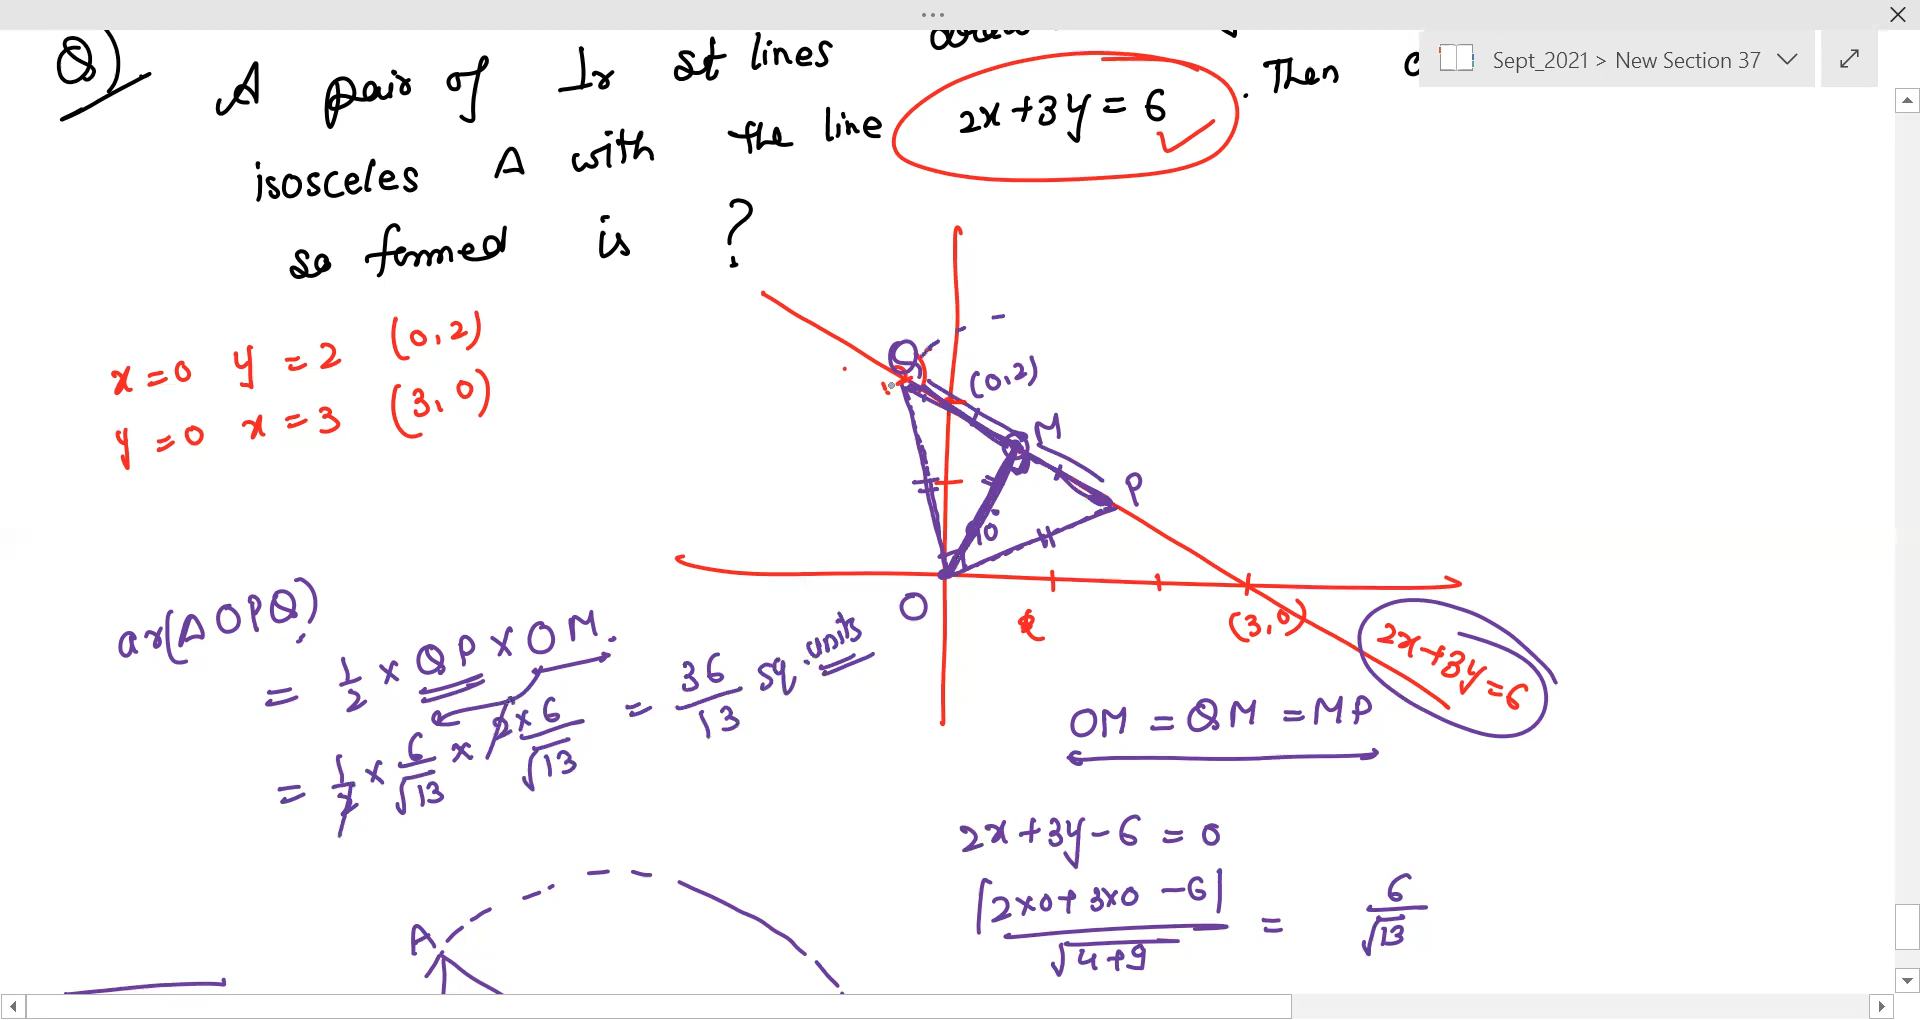 Sept_2021 > New Section 37
Q) A pair of ⊥r st lines
isosceles Δ with the line 2x+3y=6. Then
so formed is ?
x=0 y=2 (0,2)
y=0 x=3 (3,0)
Q
(0,2)
M
P
90°
O
(3,0)
2x+3y=6
ar(ΔOPQ)
= 1/2 × QP × OM.
= 1/2 × 6/√13 × 2×6/√13 = 36/13 sq.units
OM = QM = MP
2x+3y-6 = 0
|2×0+3×0-6|/√4+9 = 6/√13
A